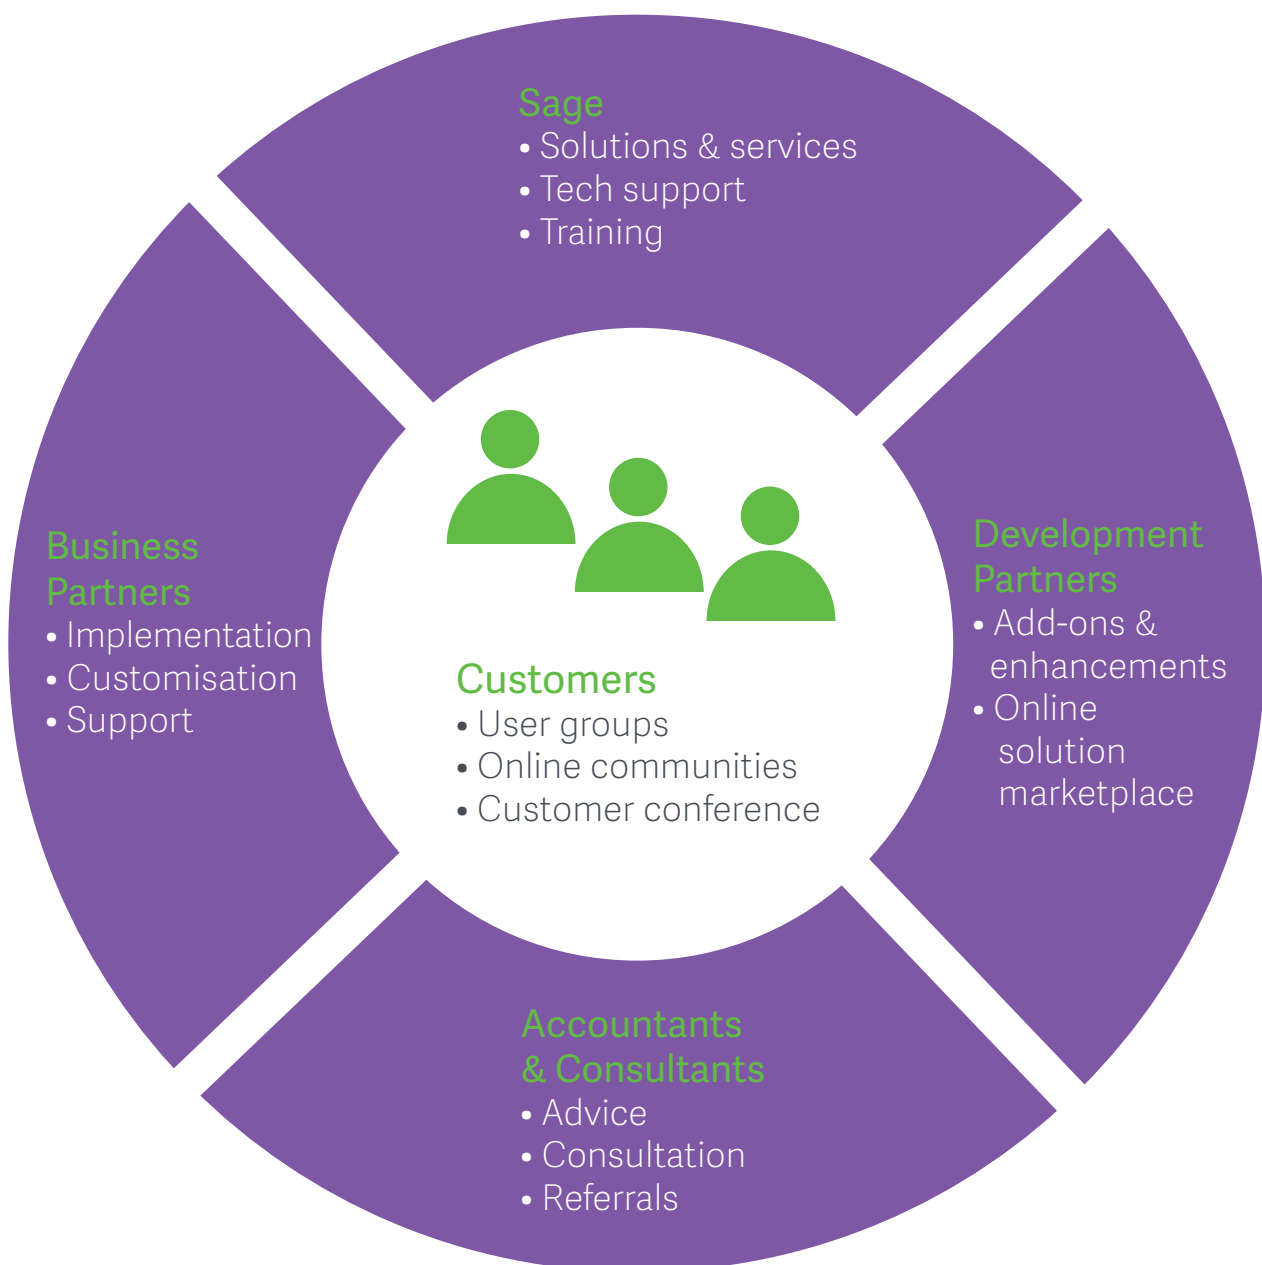 Sage
• Solutions & services
• Tech support
• Training
Business
Partners
• Implementation
• Customisation
• Support
Customers
• User groups
• Online communities
• Customer conference
Development
Partners
• Add-ons &
enhancements
• Online
solution
marketplace
Accountants
& Consultants
• Advice
• Consultation
• Referrals